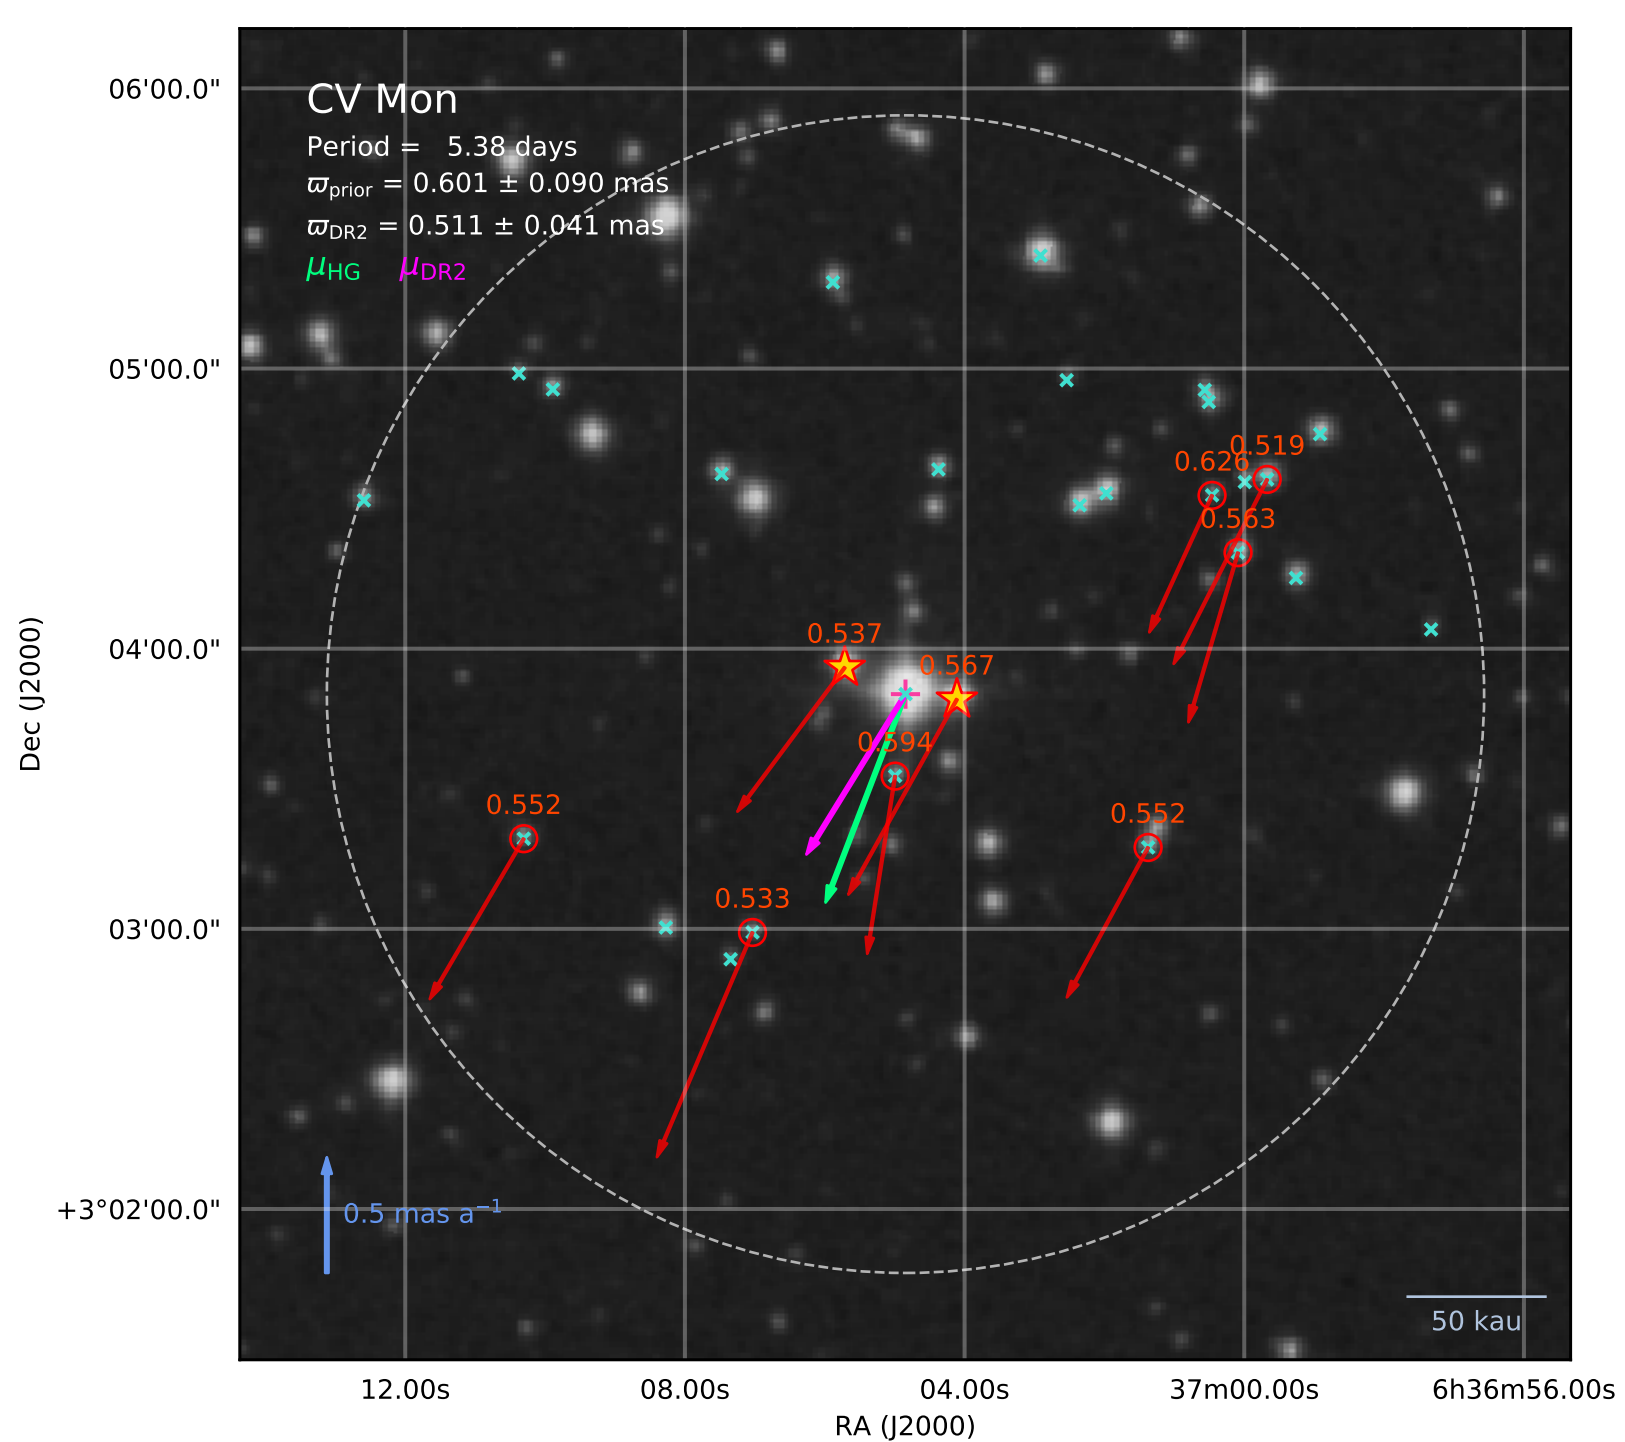 CV Mon
Period = 5.38 days
ϖprior = 0.601 ± 0.090 mas
ϖDR2 = 0.511 ± 0.041 mas
μHG μDR2
06'00.0"
05'00.0"
04'00.0"
03'00.0"
+3°02'00.0"
Dec (J2000)
0.519
0.626
0.563
0.537
0.567
0.594
0.552
0.552
0.533
0.5 mas a⁻¹
50 kau
12.00s 08.00s 04.00s 37m00.00s 6h36m56.00s
RA (J2000)